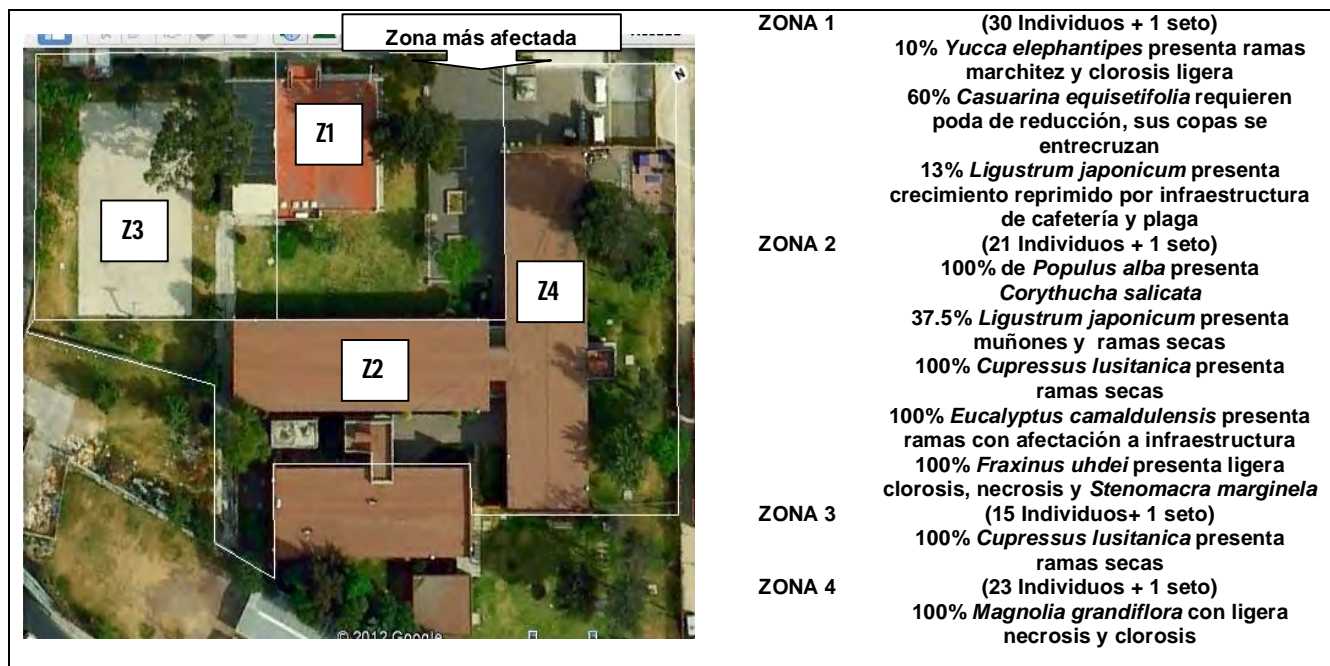 Zona más afectada
N
Z1
Z3
Z4
Z2
© 2012 Google
ZONA 1 (30 Individuos + 1 seto)
10% Yucca elephantipes presenta ramas
marchitez y clorosis ligera
60% Casuarina equisetifolia requieren
poda de reducción, sus copas se
entrecruzan
13% Ligustrum japonicum presenta
crecimiento reprimido por infraestructura
de cafetería y plaga
ZONA 2 (21 Individuos + 1 seto)
100% de Populus alba presenta
Corythucha salicata
37.5% Ligustrum japonicum presenta
muñones y ramas secas
100% Cupressus lusitanica presenta
ramas secas
100% Eucalyptus camaldulensis presenta
ramas con afectación a infraestructura
100% Fraxinus uhdei presenta ligera
clorosis, necrosis y Stenomacra marginela
ZONA 3 (15 Individuos+ 1 seto)
100% Cupressus lusitanica presenta
ramas secas
ZONA 4 (23 Individuos + 1 seto)
100% Magnolia grandiflora con ligera
necrosis y clorosis